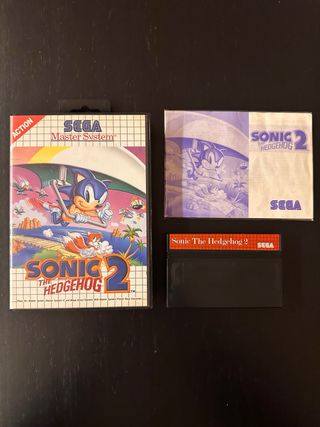 ACTION
SEGA
Master System
SONIC
THE
HEDGEHOG 2
SONIC 2
THE
HEDGEHOG
SEGA
Sonic The Hedgehog 2
SEGA